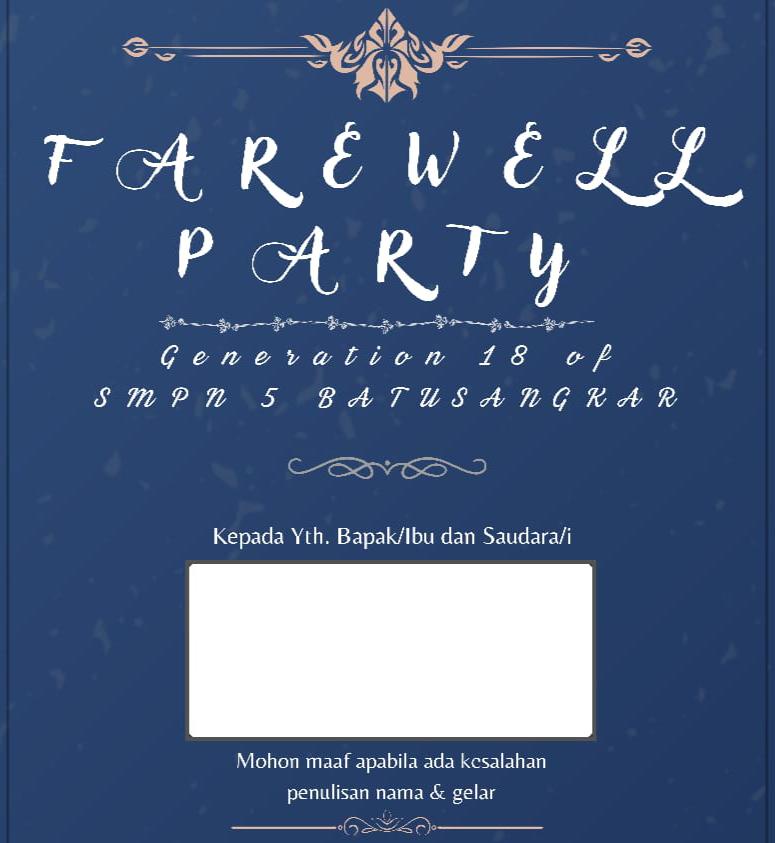 FAREWELL
PARTY
Generation 18 of
SMPN 5 BATUSANGKAR
Kepada Yth. Bapak/Ibu dan Saudara/i
Mohon maaf apabila ada kesalahan
penulisan nama & gelar